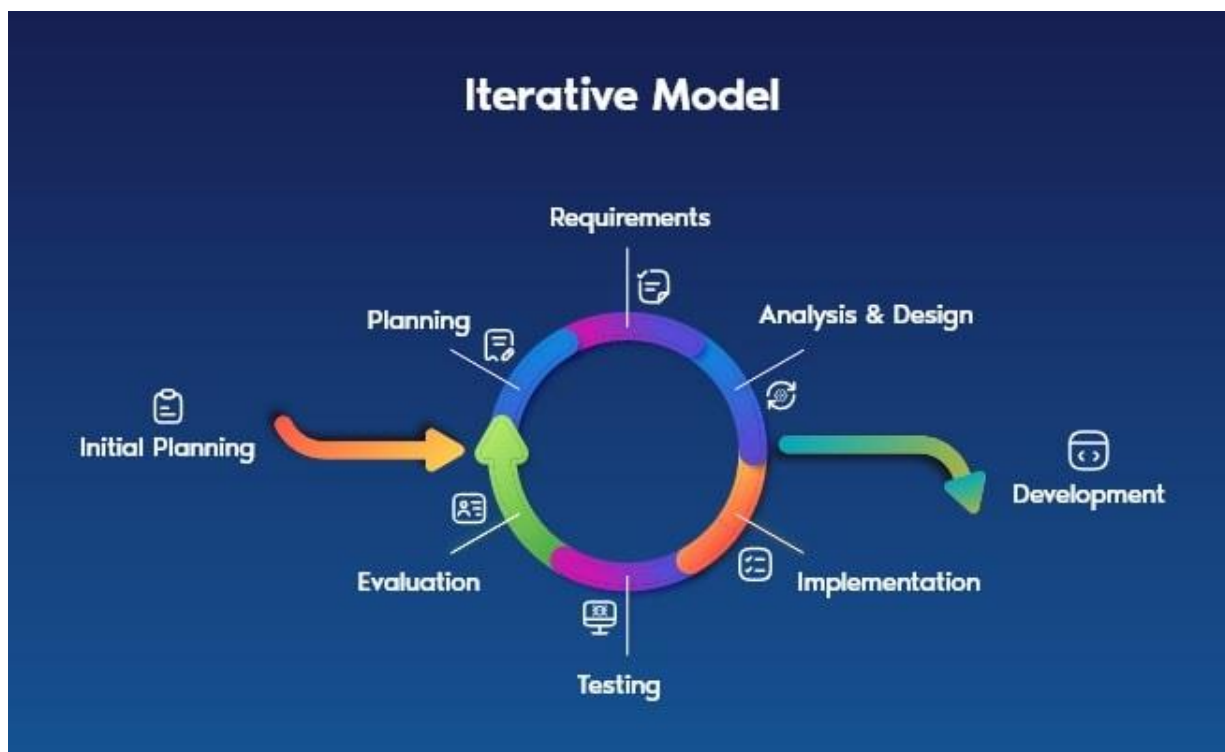 Iterative Model
Requirements
Planning
Analysis & Design
Initial Planning
Development
Evaluation
Implementation
Testing